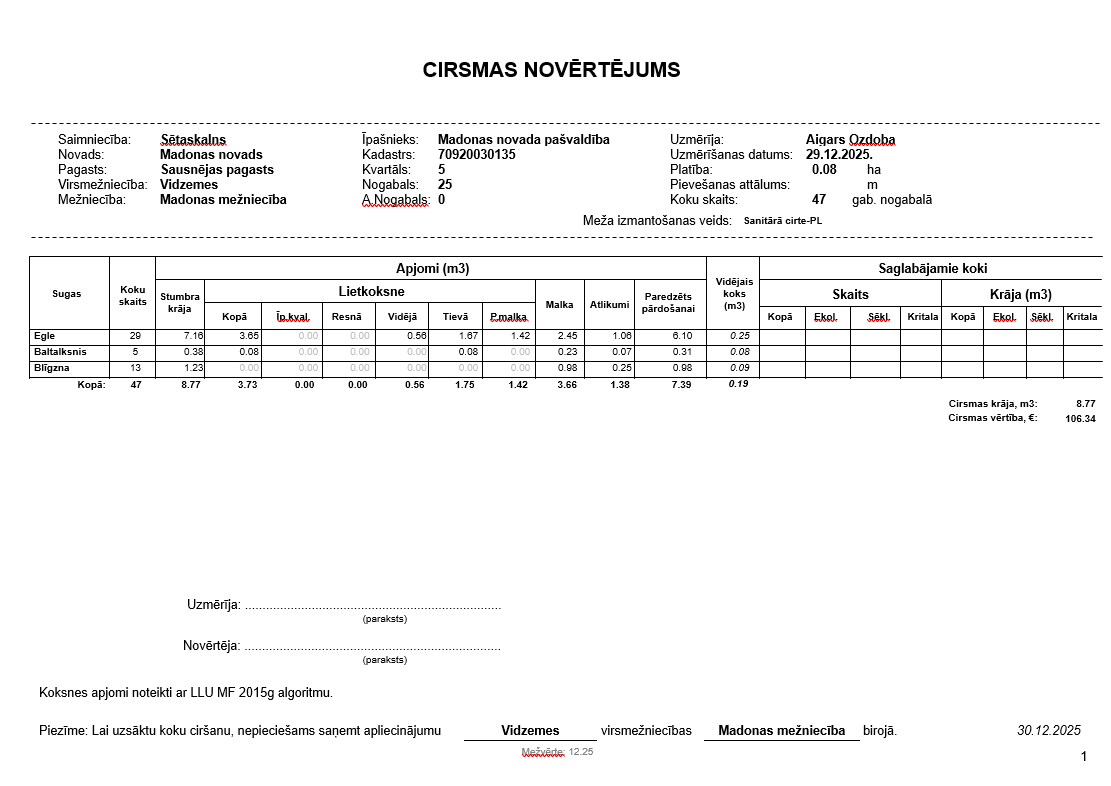 CIRSMAS NOVĒRTĒJUMS
Saimniecība: Sētaskalns Īpašnieks: Madonas novada pašvaldība Uzmērīja: Aigars Ozdoba
Novads: Madonas novads Kadastrs: 70920030135 Uzmērīšanas datums: 29.12.2025.
Pagasts: Sausnējas pagasts Kvartāls: 5 Platība: 0.08 ha
Virsmežniecība: Vidzemes Nogabals: 25 Pievešanas attālums: m
Mežniecība: Madonas mežniecība A.Nogabals: 0 Koku skaits: 47 gab. nogabalā
Meža izmantošanas veids: Sanitārā cirte-PL
Sugas Koku skaits Apjomi (m3) Vidējais koks (m3) Saglabājamie koki
Stumbra krāja Lietkoksne Malka Atlikumi Paredzēts pārdošanai Skaits Krāja (m3)
Kopā Īp.kval. Resnā Vidējā Tievā P.malka Kopā Ekol. Sēkl. Kritala Kopā Ekol. Sēkl. Kritala
Egle 29 7.16 3.65 0.00 0.00 0.56 1.67 1.42 2.45 1.06 6.10 0.25
Baltalksnis 5 0.38 0.08 0.00 0.00 0.00 0.08 0.00 0.23 0.07 0.31 0.08
Blīgzna 13 1.23 0.00 0.00 0.00 0.00 0.00 0.00 0.98 0.25 0.98 0.09
Kopā: 47 8.77 3.73 0.00 0.00 0.56 1.75 1.42 3.66 1.38 7.39 0.19
Cirsmas krāja, m3: 8.77
Cirsmas vērtība, €: 106.34
Uzmērīja: ..........................................................................
(paraksts)
Novērtēja: ..........................................................................
(paraksts)
Koksnes apjomi noteikti ar LLU MF 2015g algoritmu.
Piezīme: Lai uzsāktu koku ciršanu, nepieciešams saņemt apliecinājumu Vidzemes virsmežniecības Madonas mežniecība birojā. 30.12.2025
Mežvērte: 12.25
1